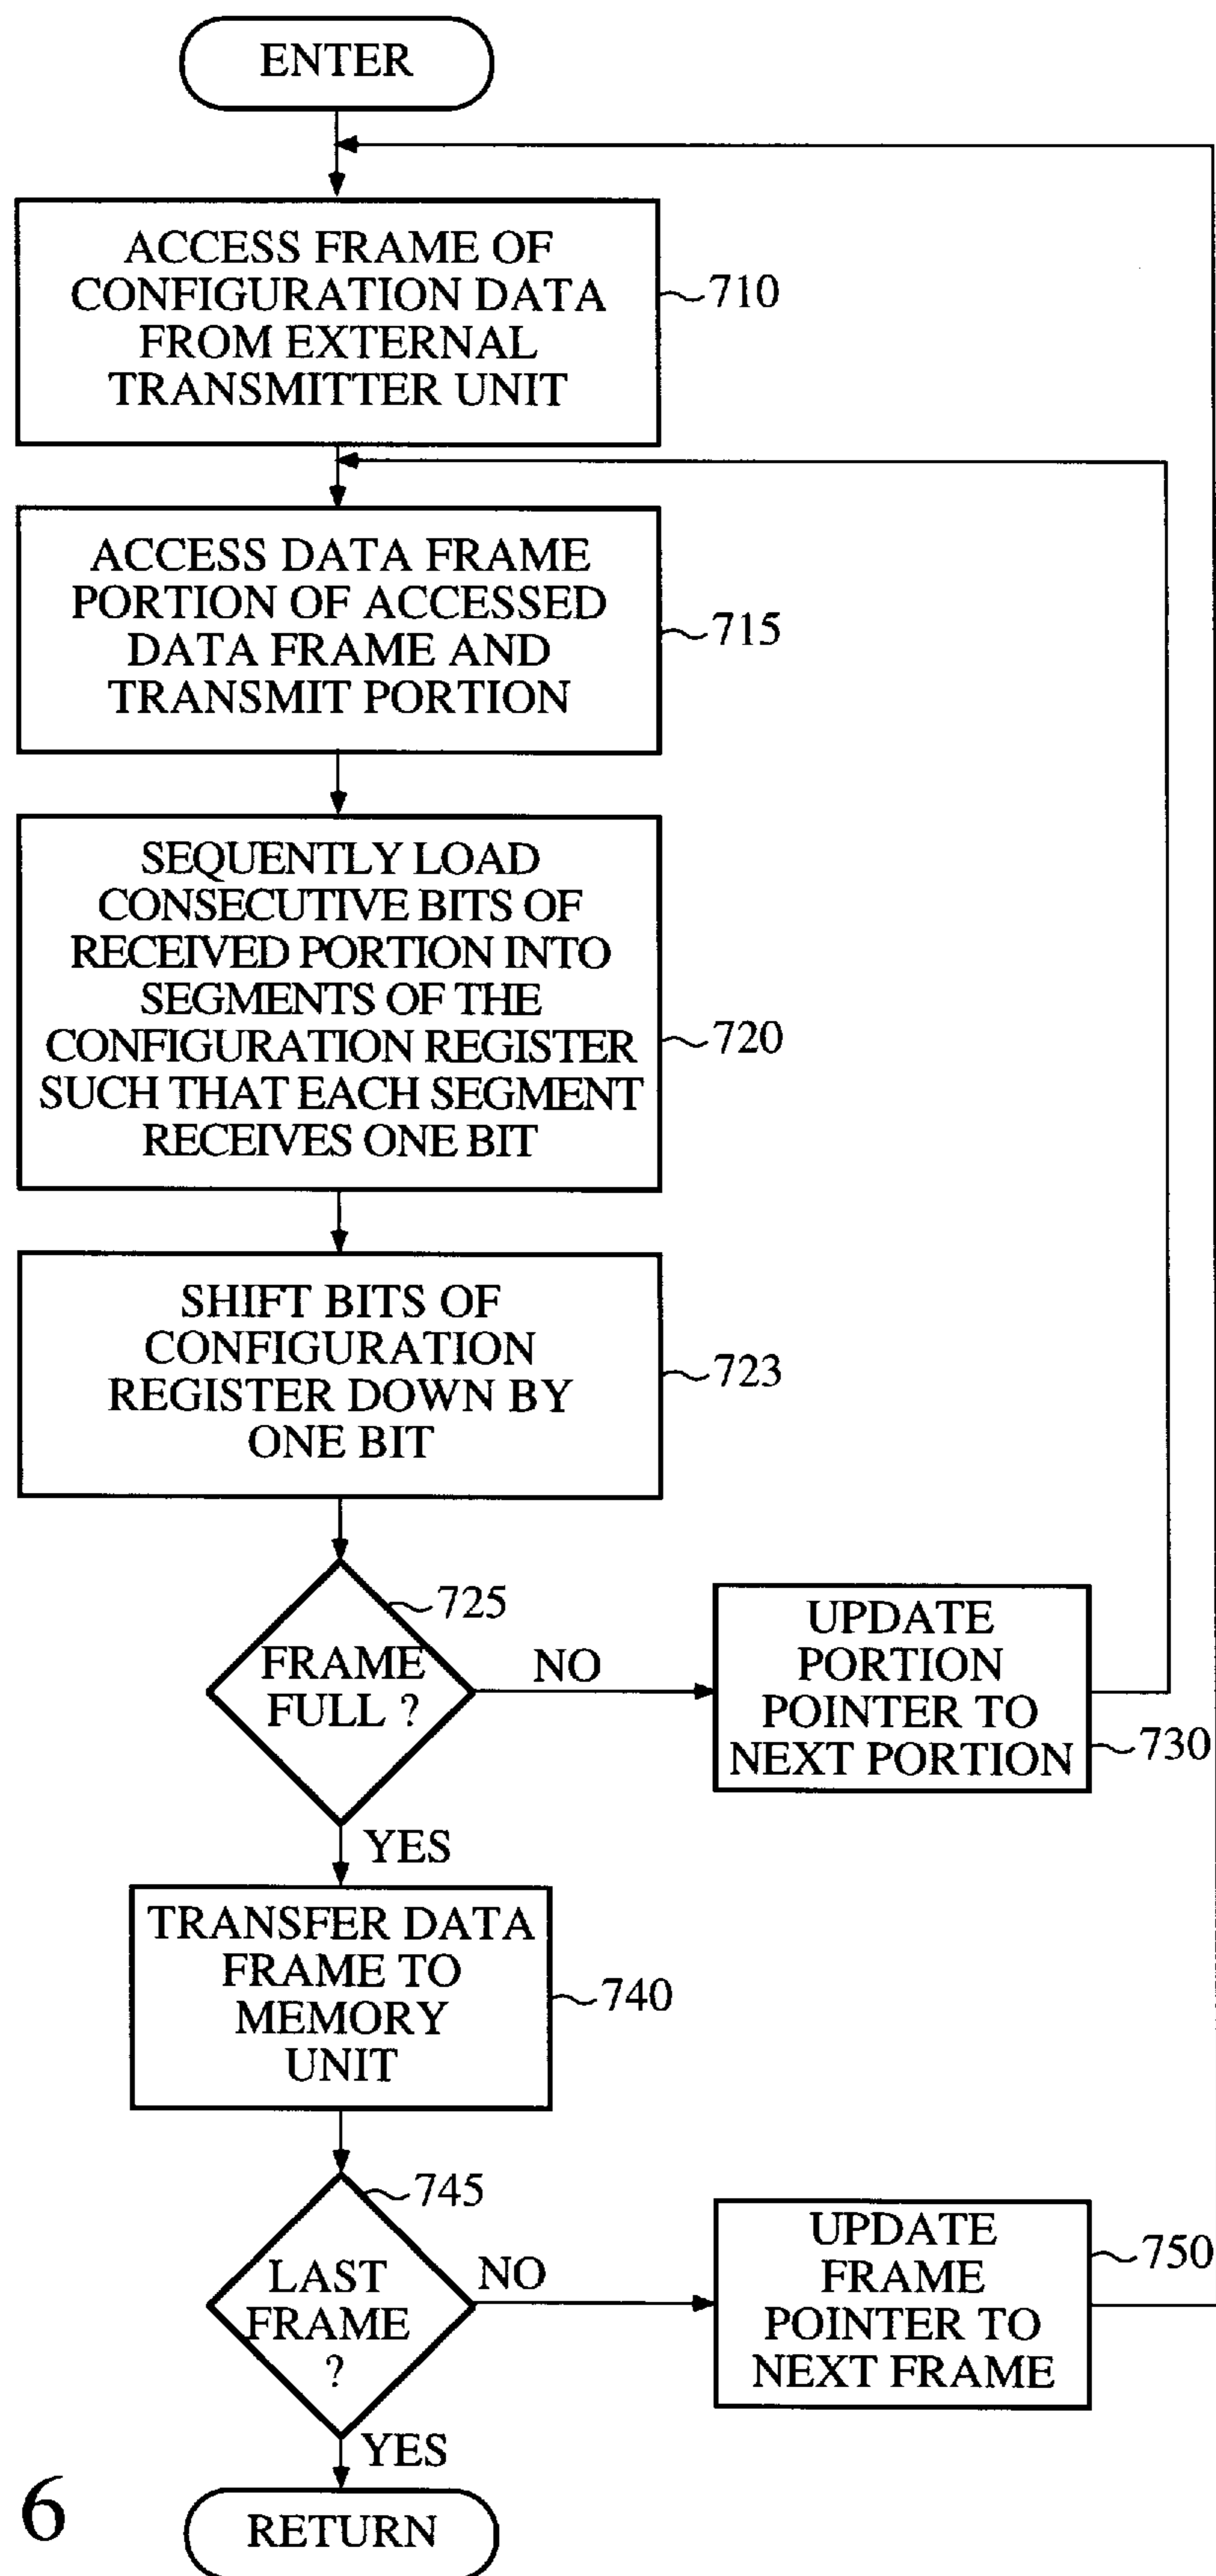 ENTER
ACCESS FRAME OF
CONFIGURATION DATA
FROM EXTERNAL
TRANSMITTER UNIT
710
ACCESS DATA FRAME
PORTION OF ACCESSED
DATA FRAME AND
TRANSMIT PORTION
715
SEQUENTLY LOAD
CONSECUTIVE BITS OF
RECEIVED PORTION INTO
SEGMENTS OF THE
CONFIGURATION REGISTER
SUCH THAT EACH SEGMENT
RECEIVES ONE BIT
720
SHIFT BITS OF
CONFIGURATION
REGISTER DOWN BY
ONE BIT
723
725
FRAME
FULL ?
NO
UPDATE
PORTION
POINTER TO
NEXT PORTION
730
YES
TRANSFER DATA
FRAME TO
MEMORY
UNIT
740
745
LAST
FRAME
?
NO
UPDATE
FRAME
POINTER TO
NEXT FRAME
750
YES
RETURN
6